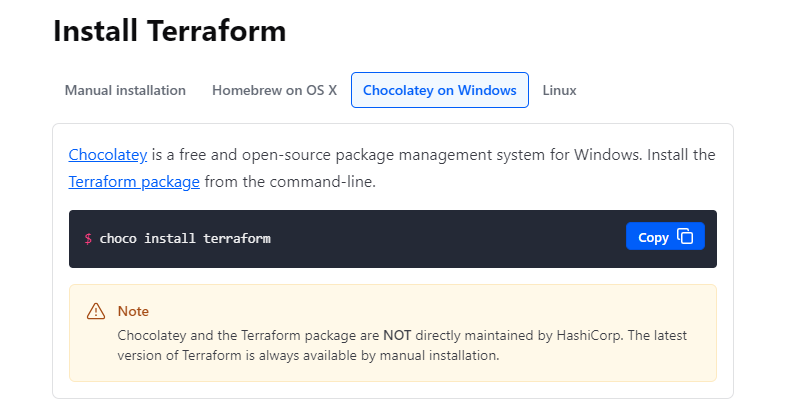 Install Terraform
Manual installation
Homebrew on OS X
Chocolatey on Windows
Linux
Chocolatey is a free and open-source package management system for Windows. Install the
Terraform package from the command-line.
$ choco install terraform
Copy
Note
Chocolatey and the Terraform package are NOT directly maintained by HashiCorp. The latest
version of Terraform is always available by manual installation.